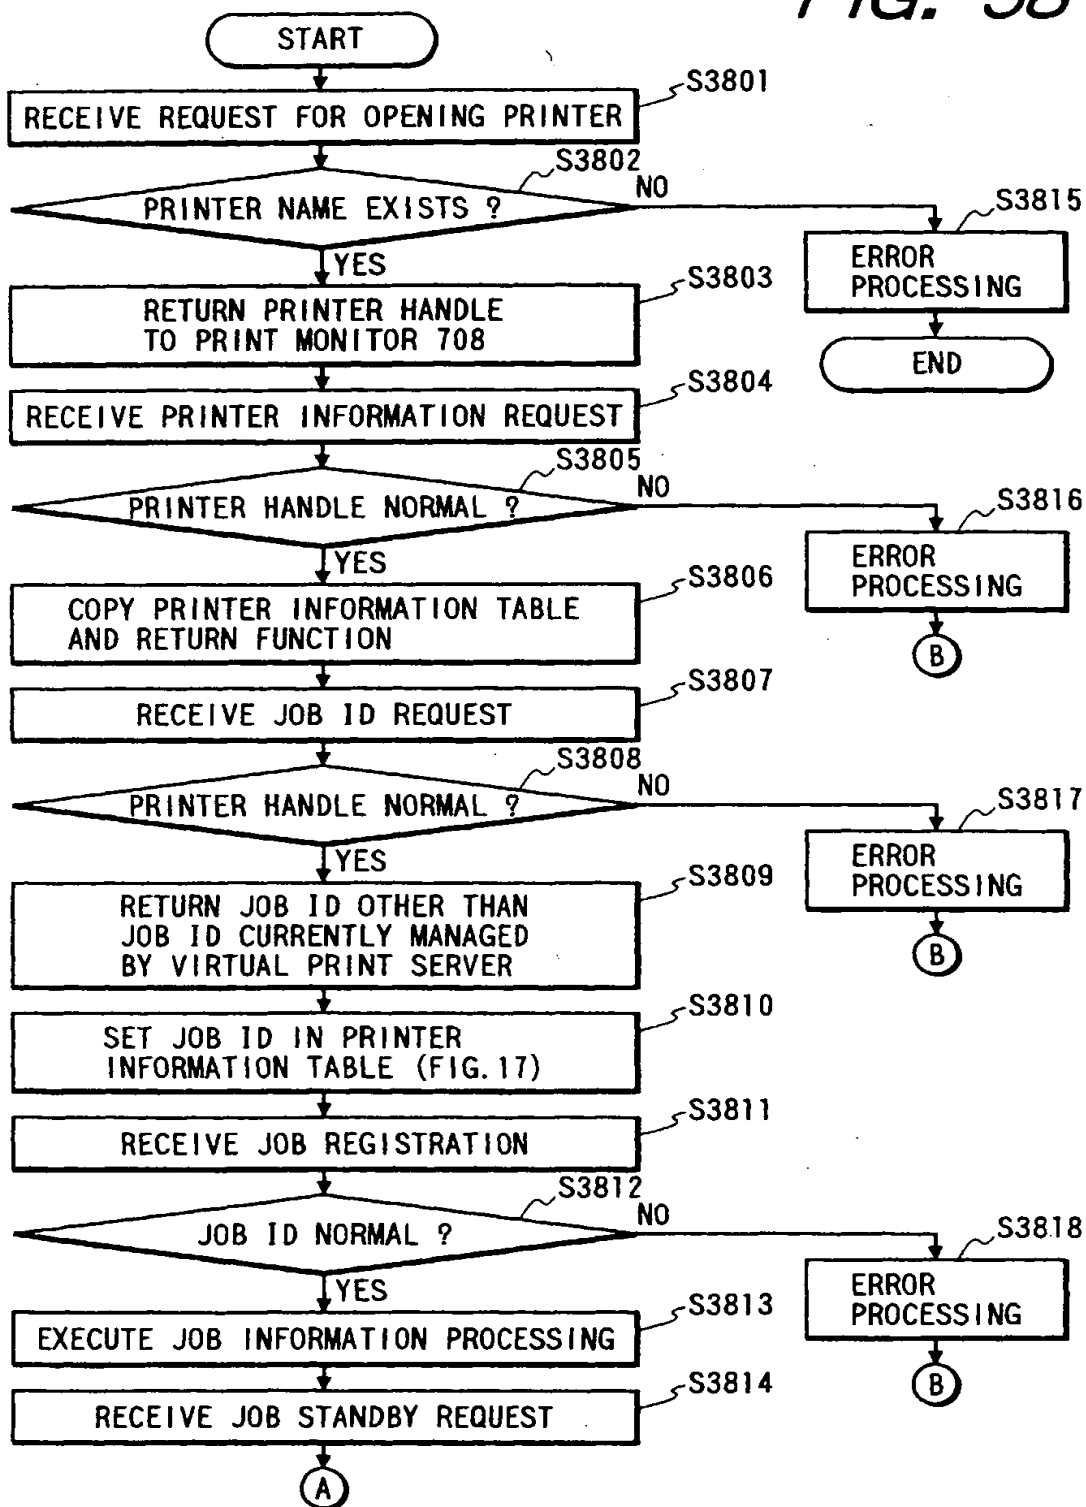 FIG. 38
START
S3801
RECEIVE REQUEST FOR OPENING PRINTER
S3802
PRINTER NAME EXISTS ?
NO
S3815
ERROR
PROCESSING
END
YES
S3803
RETURN PRINTER HANDLE
TO PRINT MONITOR 708
S3804
RECEIVE PRINTER INFORMATION REQUEST
S3805
PRINTER HANDLE NORMAL ?
NO
S3816
ERROR
PROCESSING
B
YES
S3806
COPY PRINTER INFORMATION TABLE
AND RETURN FUNCTION
S3807
RECEIVE JOB ID REQUEST
S3808
PRINTER HANDLE NORMAL ?
NO
S3817
ERROR
PROCESSING
B
YES
S3809
RETURN JOB ID OTHER THAN
JOB ID CURRENTLY MANAGED
BY VIRTUAL PRINT SERVER
S3810
SET JOB ID IN PRINTER
INFORMATION TABLE (FIG.17)
S3811
RECEIVE JOB REGISTRATION
S3812
JOB ID NORMAL ?
NO
S3818
ERROR
PROCESSING
B
YES
S3813
EXECUTE JOB INFORMATION PROCESSING
S3814
RECEIVE JOB STANDBY REQUEST
A